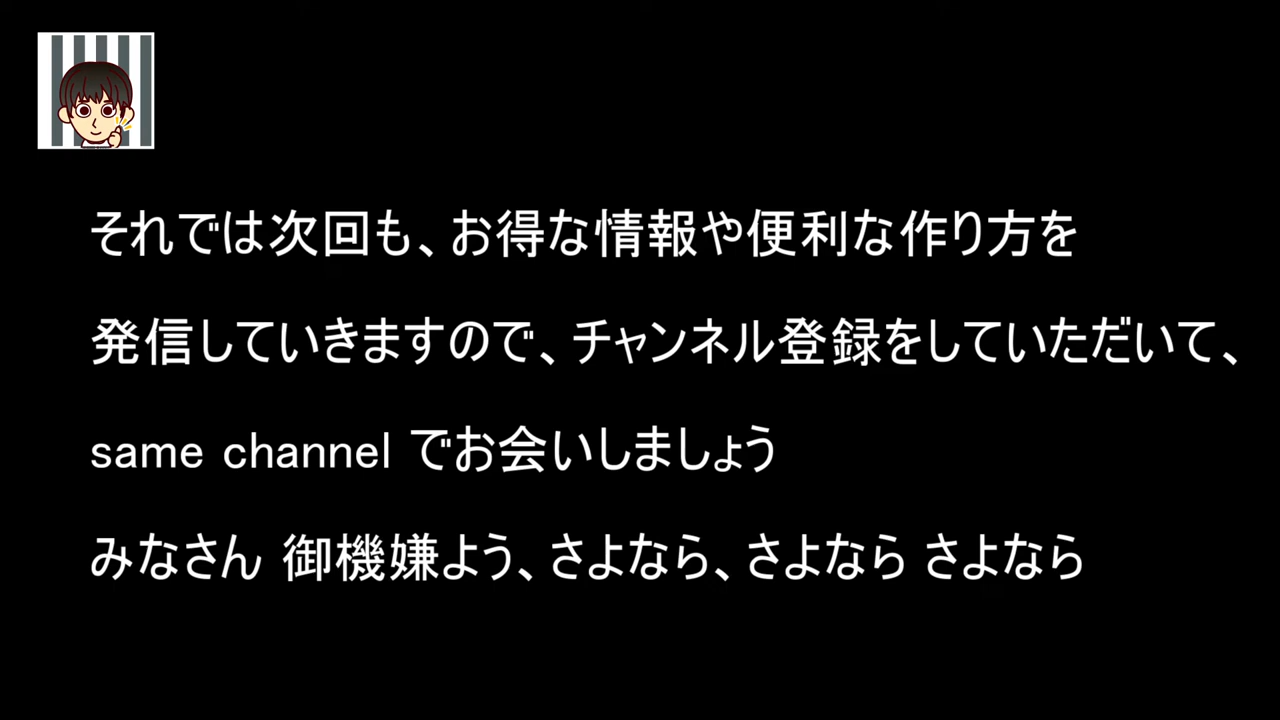 それでは次回も、お得な情報や便利な作り方を
発信していきますので、チャンネル登録をしていただいて、
same channel でお会いしましょう
みなさん 御機嫌よう、さよなら、さよなら さよなら